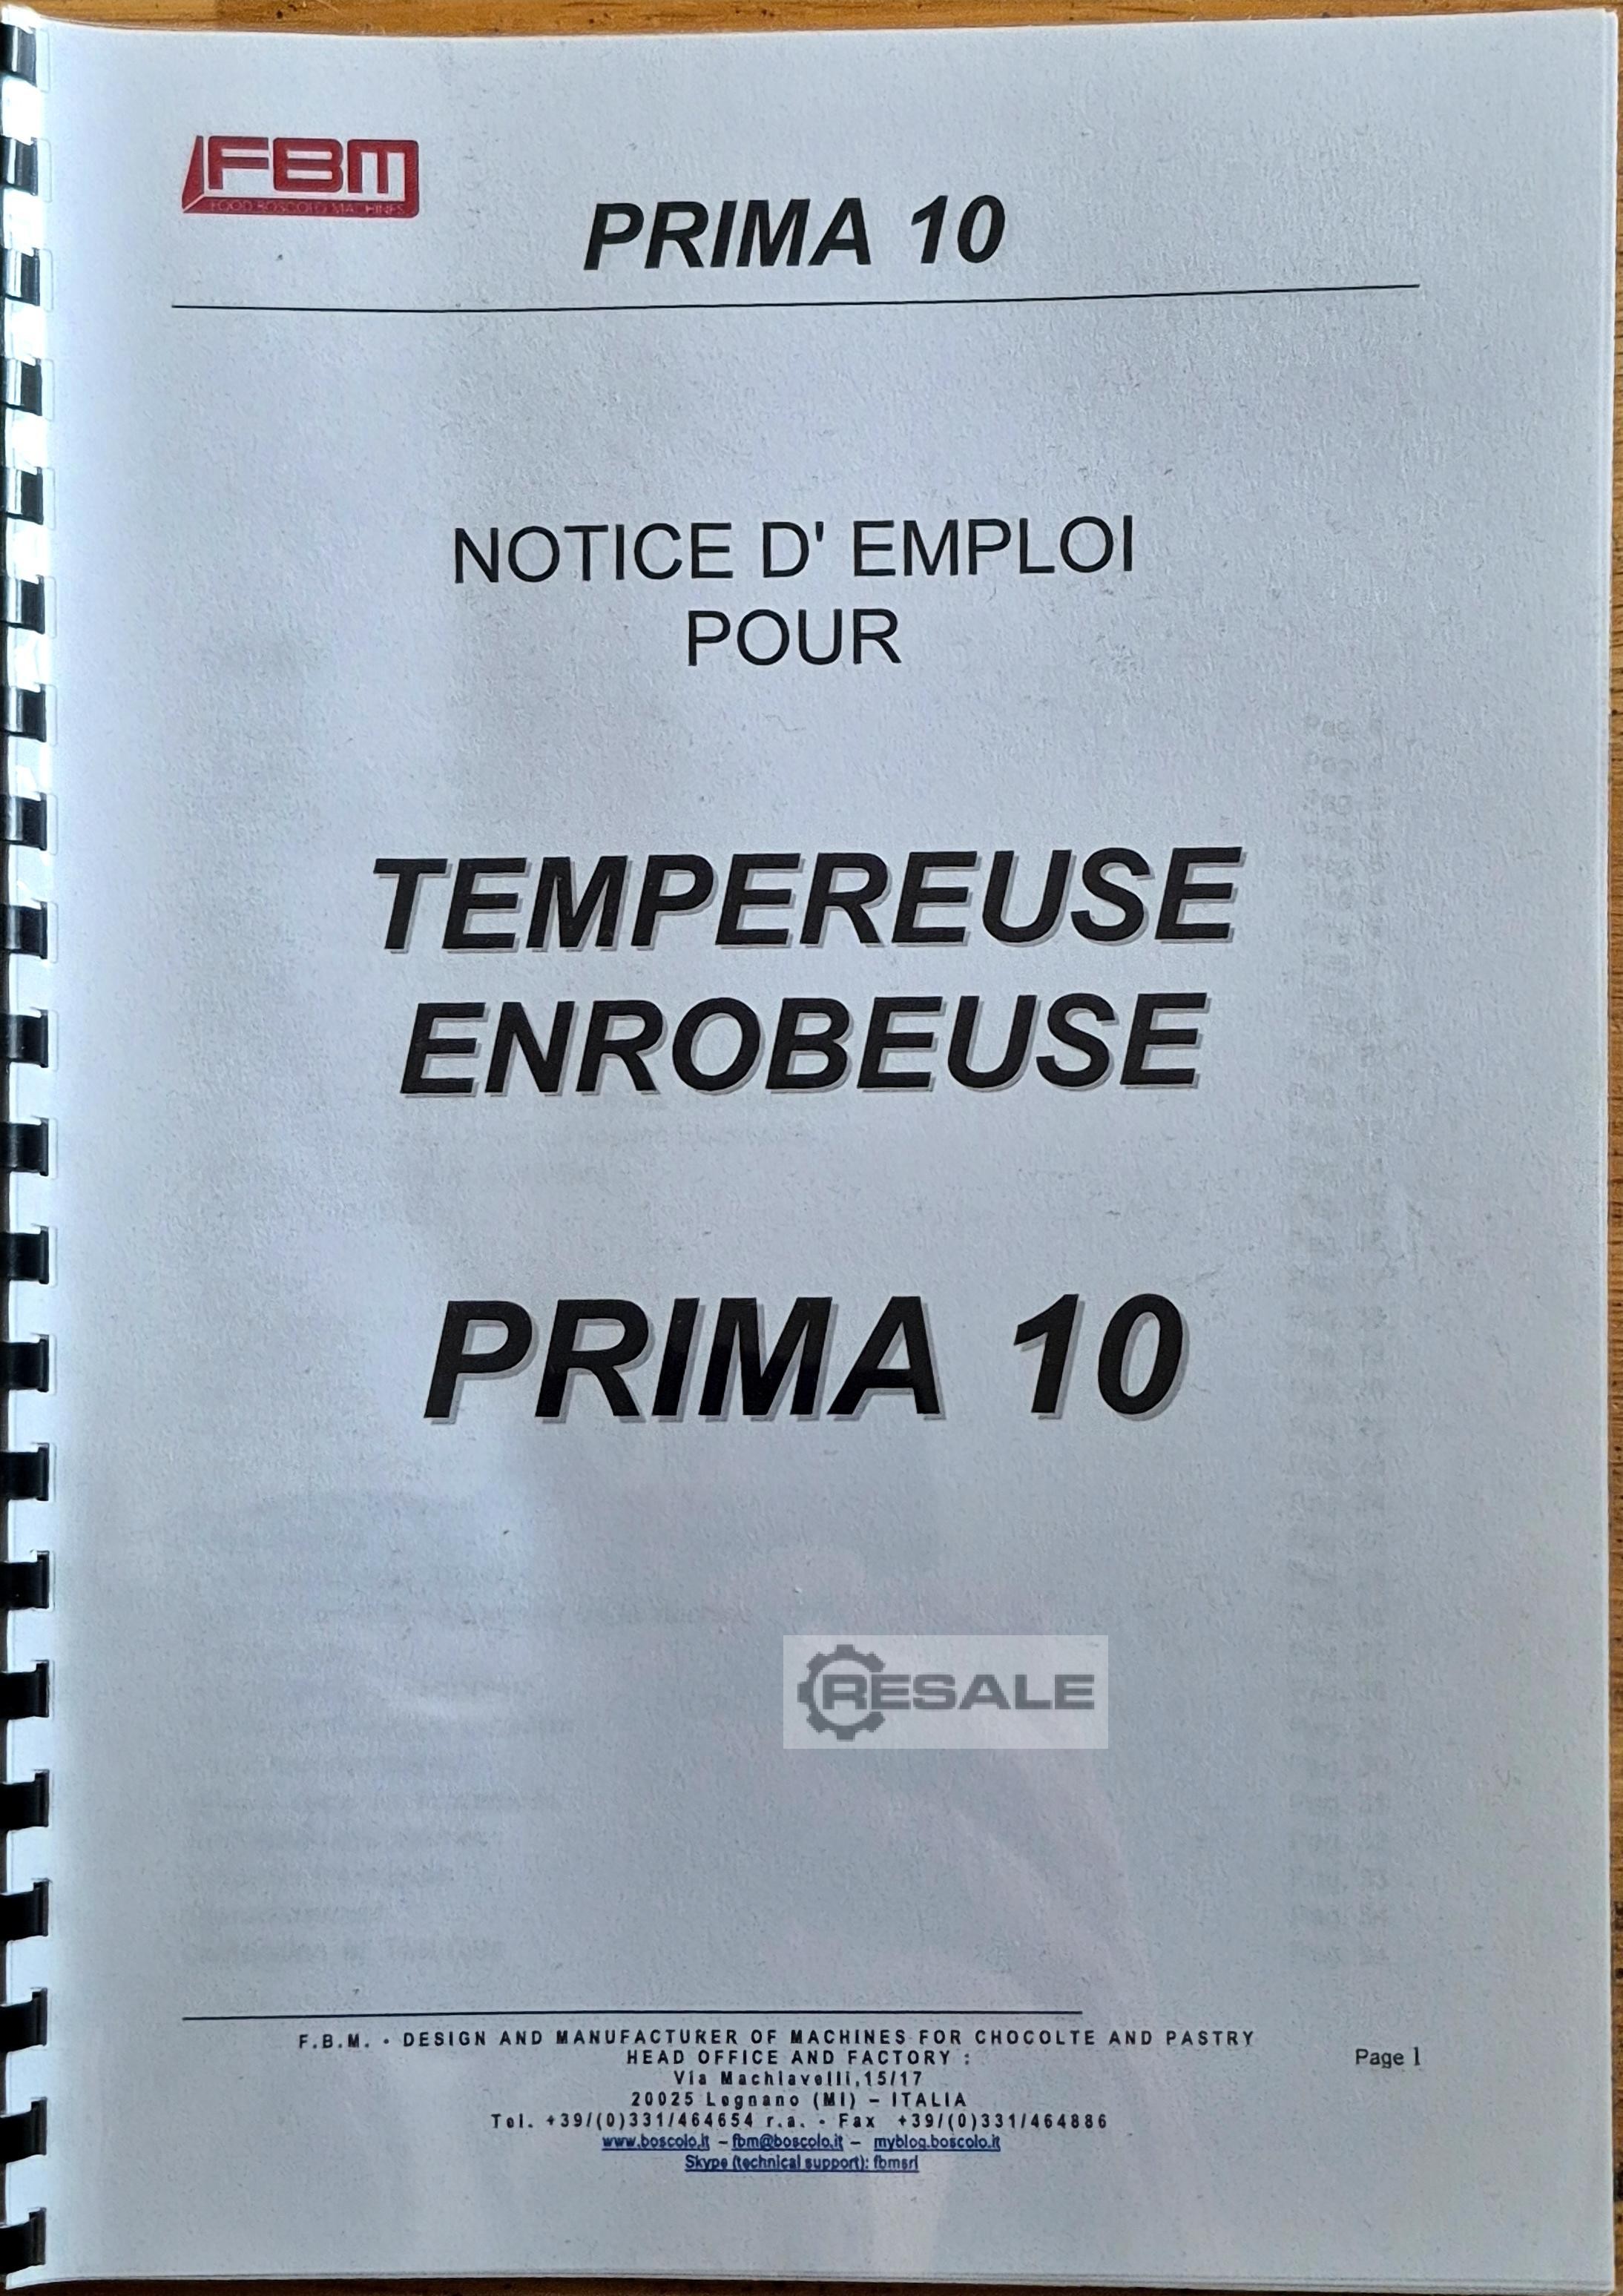 FBM
FOOD BOSCOLO MACHINES
PRIMA 10
NOTICE D' EMPLOI
POUR
TEMPEREUSE
ENROBEUSE
PRIMA 10
RESALE
F.B.M. - DESIGN AND MANUFACTURER OF MACHINES FOR CHOCOLTE AND PASTRY
HEAD OFFICE AND FACTORY :
Page 1
Via Machiavelli,15/17
20025 Legnano (MI) – ITALIA
Tel. +39/(0)331/464654 r.a. - Fax +39/(0)331/464886
www.boscolo.it – fbm@boscolo.it – myblog.boscolo.it
Skype (technical support): fbmsrl